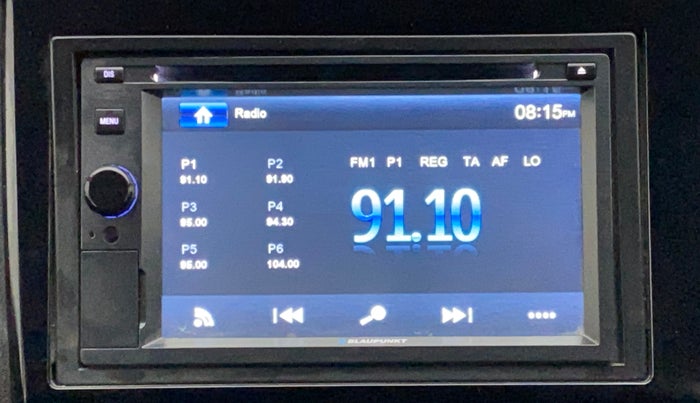 DIS
MENU
Radio
08:15PM
P1 P2
91.10 91.90
P3 P4
95.00 94.30
P5 P6
95.00 104.00
FM1 P1 REG TA AF LO
91.10
BLAUPUNKT